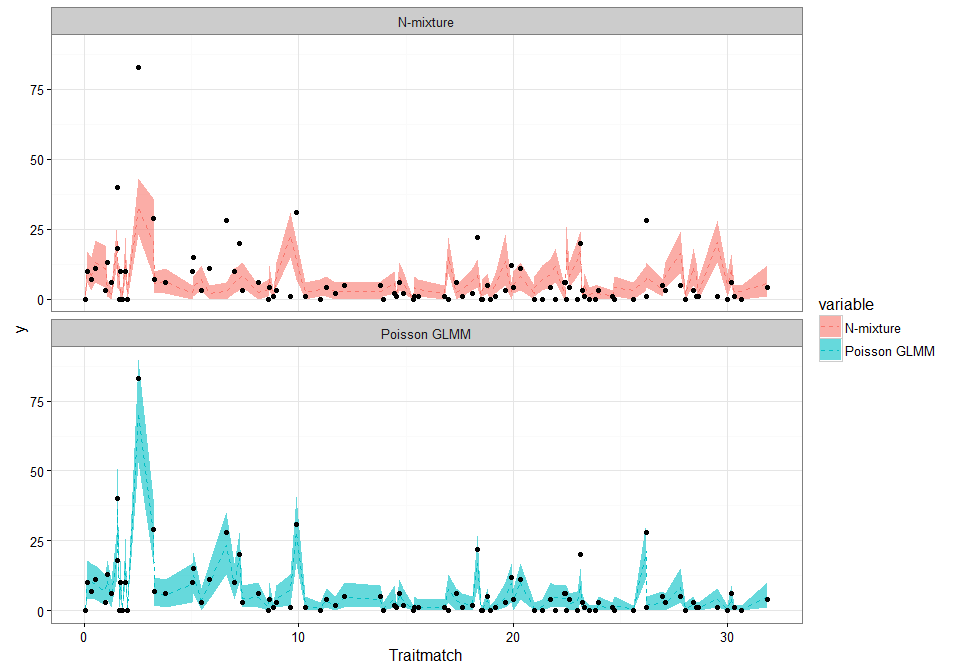 N-mixture
75
50
25
0
y
Poisson GLMM
75
50
25
0
0 10 20 30
Traitmatch
variable
N-mixture
Poisson GLMM